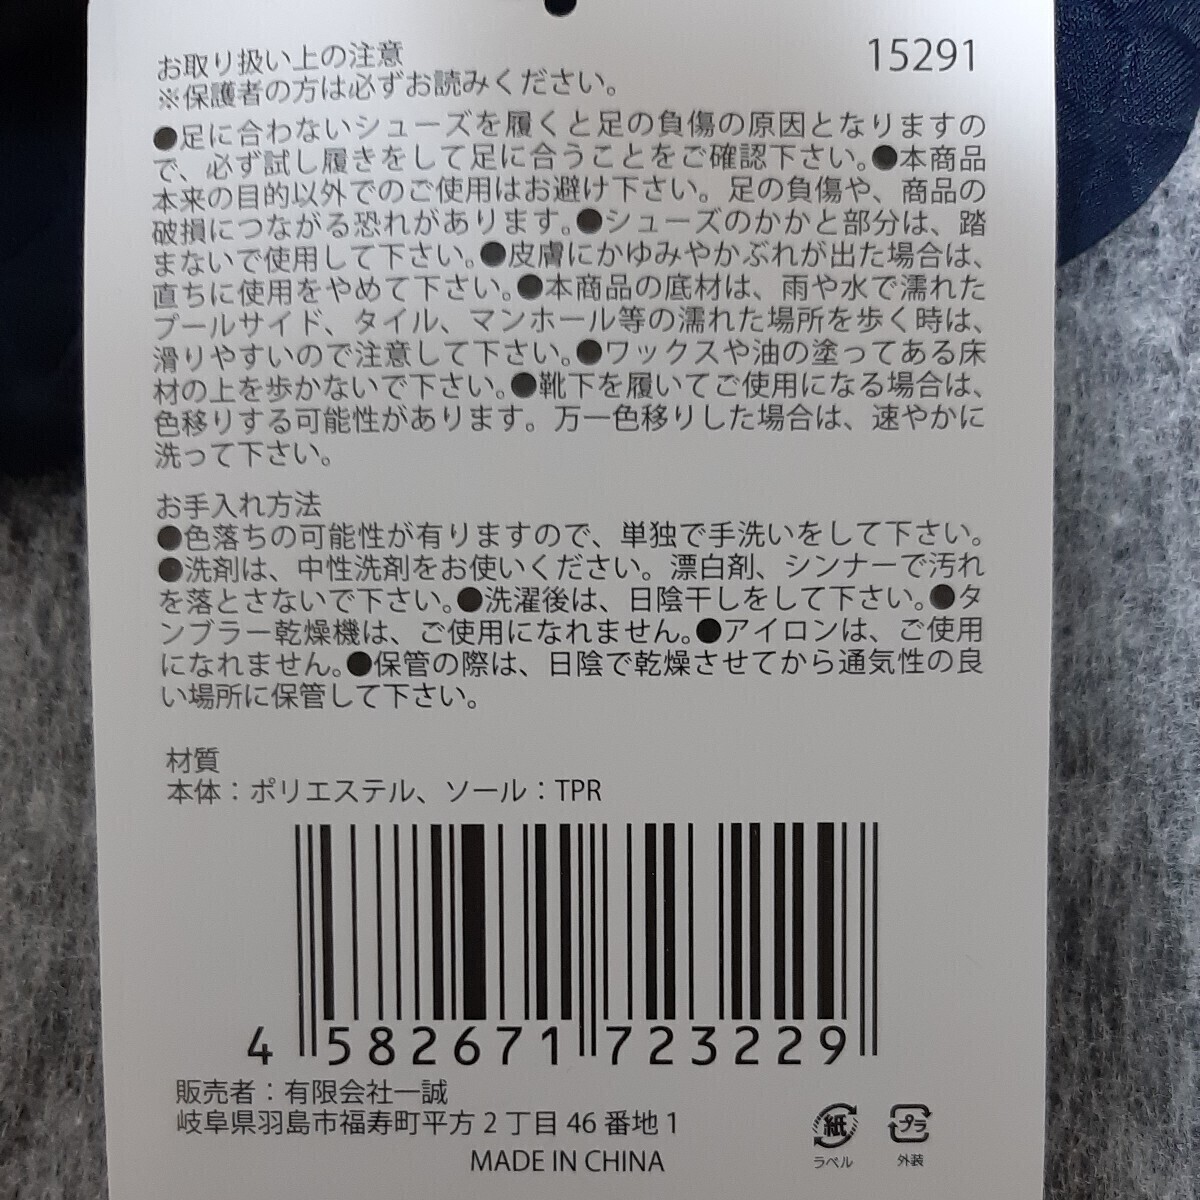 お取り扱い上の注意
15291
※保護者の方は必ずお読みください。
●足に合わないシューズを履くと足の負傷の原因となりますの
で、必ず試し履きをして足に合うことをご確認下さい。●本商品
本来の目的以外でのご使用はお避け下さい。足の負傷や、商品の
破損につながる恐れがあります。●シューズのかかと部分は、踏
まないで使用して下さい。●皮膚にかゆみやかぶれが出た場合は、
直ちに使用をやめて下さい。●本商品の底材は、雨や水で濡れた
プールサイド、タイル、マンホール等の濡れた場所を歩く時は、
滑りやすいので注意して下さい。●ワックスや油の塗ってある床
材の上を歩かないで下さい。●靴下を履いてご使用になる場合は、
色移りする可能性があります。万一色移りした場合は、速やかに
洗って下さい。
お手入れ方法
●色落ちの可能性が有りますので、単独で手洗いをして下さい。
●洗剤は、中性洗剤をお使いください。漂白剤、シンナーで汚れ
を落とさないで下さい。●洗濯後は、日陰干しをして下さい。●タ
ンブラー乾燥機は、ご使用になれません。●アイロンは、ご使用
になれません。●保管の際は、日陰で乾燥させてから通気性の良
い場所に保管して下さい。
材質
本体：ポリエステル、ソール：TPR
4 582671 723229
販売者：有限会社一誠
岐阜県羽島市福寿町平方2丁目46番地1
MADE IN CHINA
紙
ラベル
プラ
外装